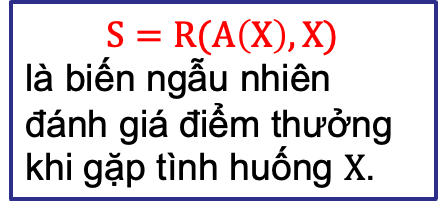 S = R(A(X), X)
là biến ngẫu nhiên
đánh giá điểm thưởng
khi gặp tình huống X.